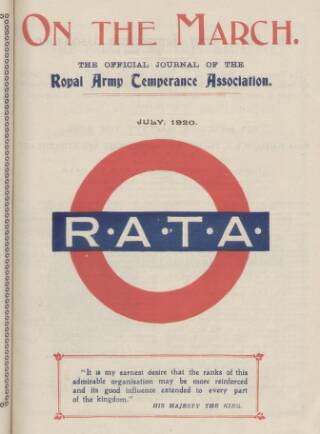 ON THE MARCH.
THE OFFICIAL JOURNAL OF THE
Royal Army Temperance Association.
JULY, 1920.
R·A·T·A·
"It is my earnest desire that the ranks of this
admirable organisation may be more reinforced
and its good influence extended to every part
of the kingdom."
HIS MAJESTY THE KING.